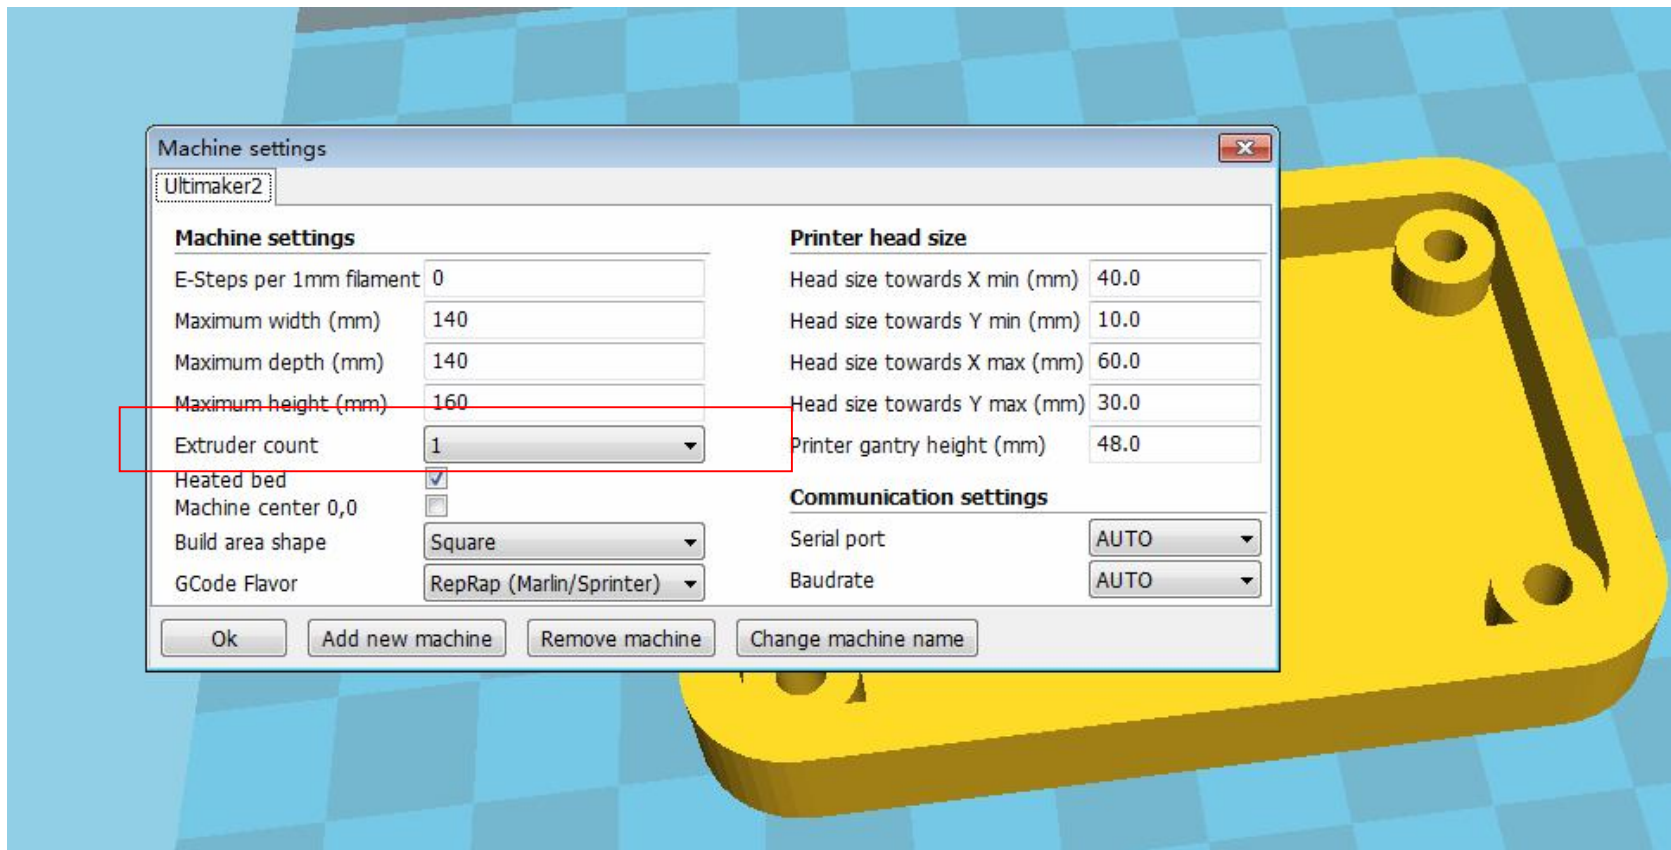 Machine settings
Ultimaker2
Machine settings
E-Steps per 1mm filament 0
Maximum width (mm) 140
Maximum depth (mm) 140
Maximum height (mm) 160
Extruder count 1
Heated bed
Machine center 0,0
Build area shape Square
GCode Flavor RepRap (Marlin/Sprinter)
Printer head size
Head size towards X min (mm) 40.0
Head size towards Y min (mm) 10.0
Head size towards X max (mm) 60.0
Head size towards Y max (mm) 30.0
Printer gantry height (mm) 48.0
Communication settings
Serial port AUTO
Baudrate AUTO
Ok Add new machine Remove machine Change machine name